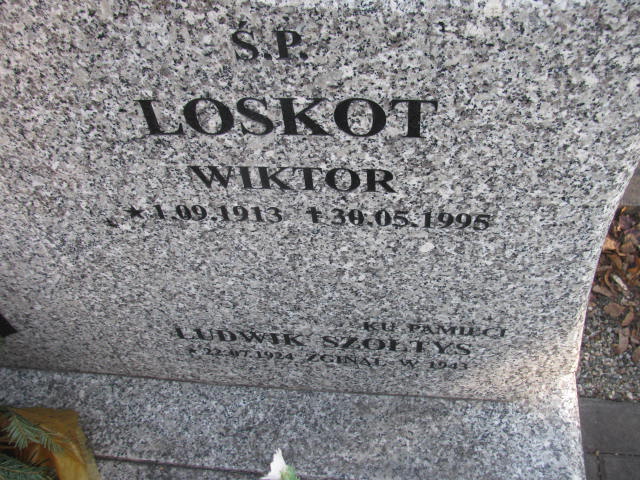 Ś.P.
LOSKOT
WIKTOR
★ 1.09.1913 ✝ 30.05.1995
KU PAMIĘCI
LUDWIK SZOŁTYS
★ 22.07.1924 ZGINĄŁ W 1943